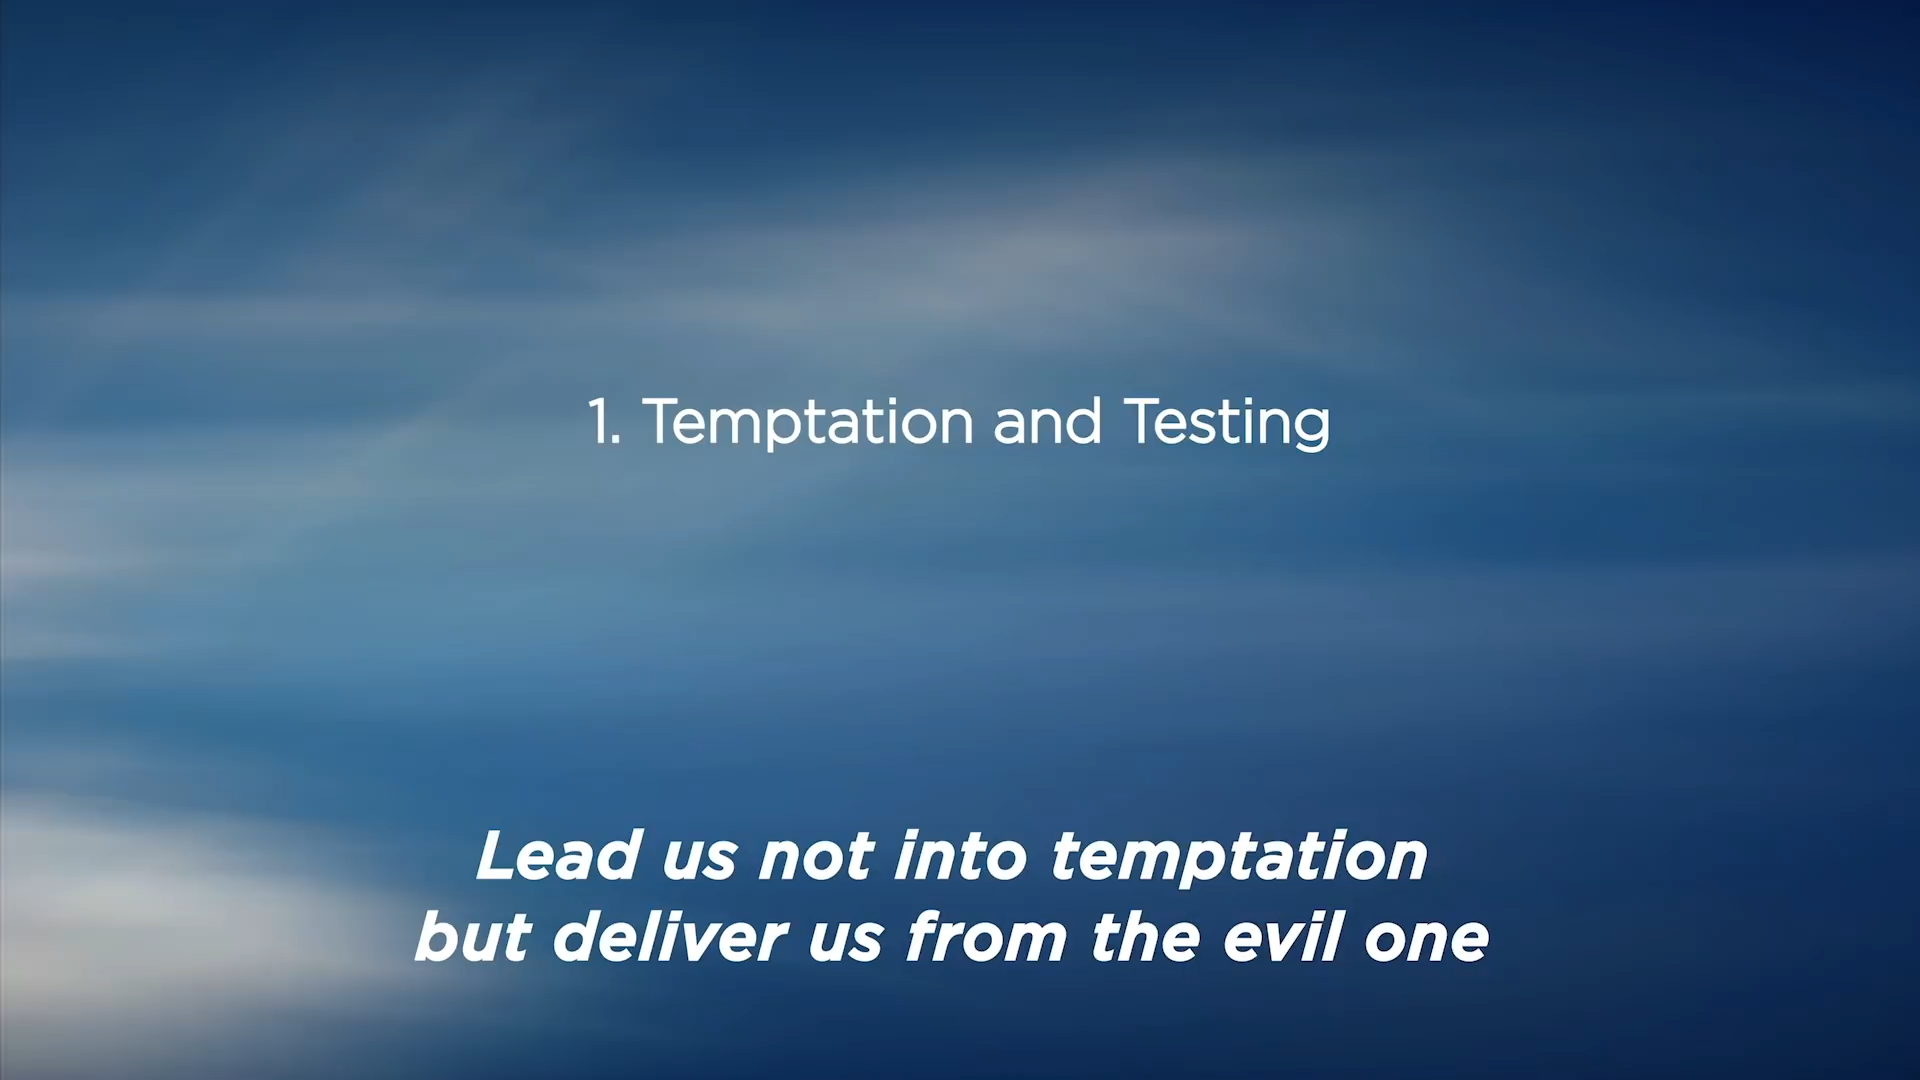 1. Temptation and Testing
Lead us not into temptation
but deliver us from the evil one